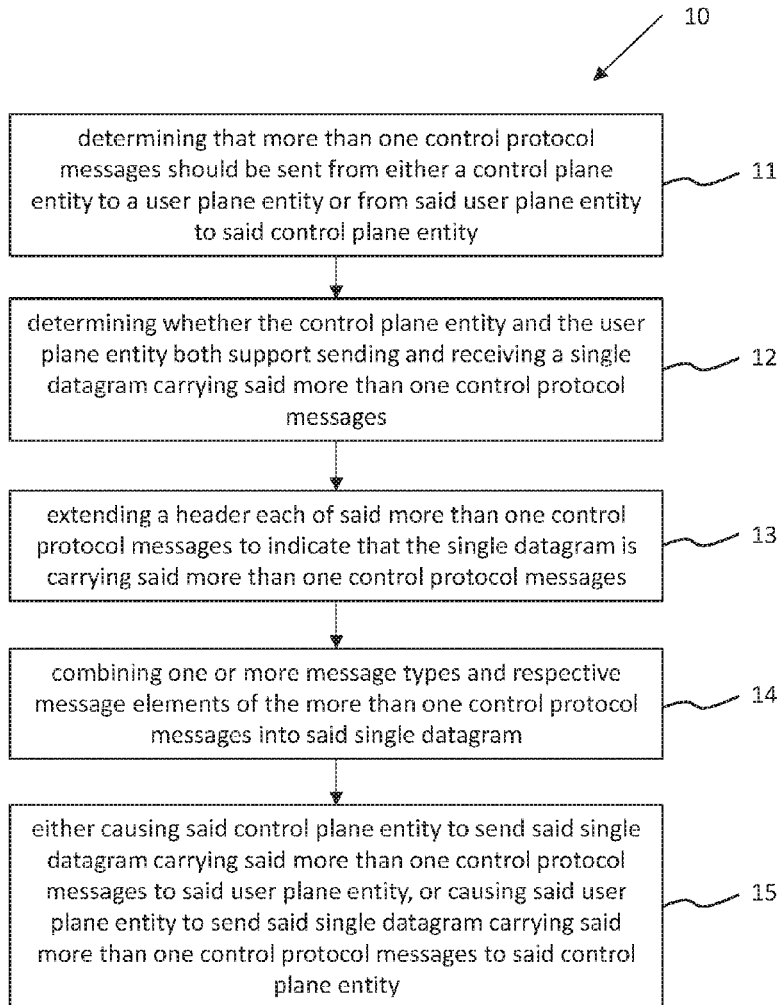 10
determining that more than one control protocol
messages should be sent from either a control plane
entity to a user plane entity or from said user plane entity
to said control plane entity
11
determining whether the control plane entity and the user
plane entity both support sending and receiving a single
datagram carrying said more than one control protocol
messages
12
extending a header each of said more than one control
protocol messages to indicate that the single datagram is
carrying said more than one control protocol messages
13
combining one or more message types and respective
message elements of the more than one control protocol
messages into said single datagram
14
either causing said control plane entity to send said single
datagram carrying said more than one control protocol
messages to said user plane entity, or causing said user
plane entity to send said single datagram carrying said
more than one control protocol messages to said control
plane entity
15